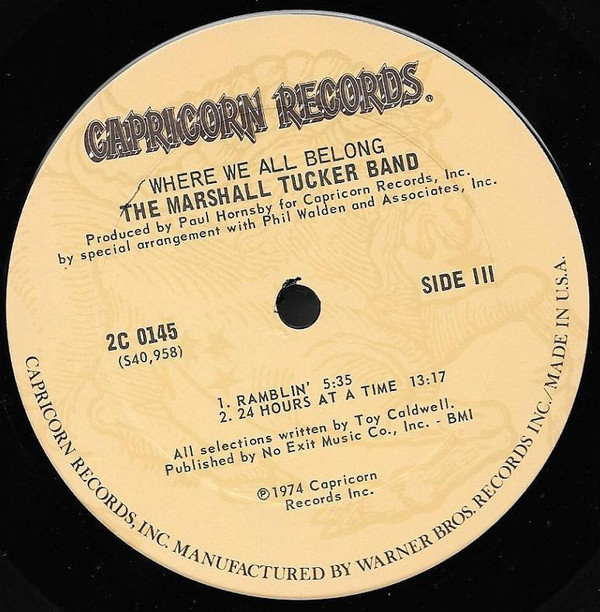 CAPRICORN RECORDS®
WHERE WE ALL BELONG
THE MARSHALL TUCKER BAND
Produced by Paul Hornsby for Capricorn Records, Inc.
by special arrangement with Phil Walden and Associates, Inc.
SIDE III
2C 0145
(S40,958)
1. RAMBLIN' 5:35
2. 24 HOURS AT A TIME 13:17
All selections written by Toy Caldwell.
Published by No Exit Music Co., Inc. - BMI
℗1974 Capricorn
Records Inc.
CAPRICORN RECORDS, INC. MANUFACTURED BY WARNER BROS. RECORDS INC./MADE IN U.S.A.